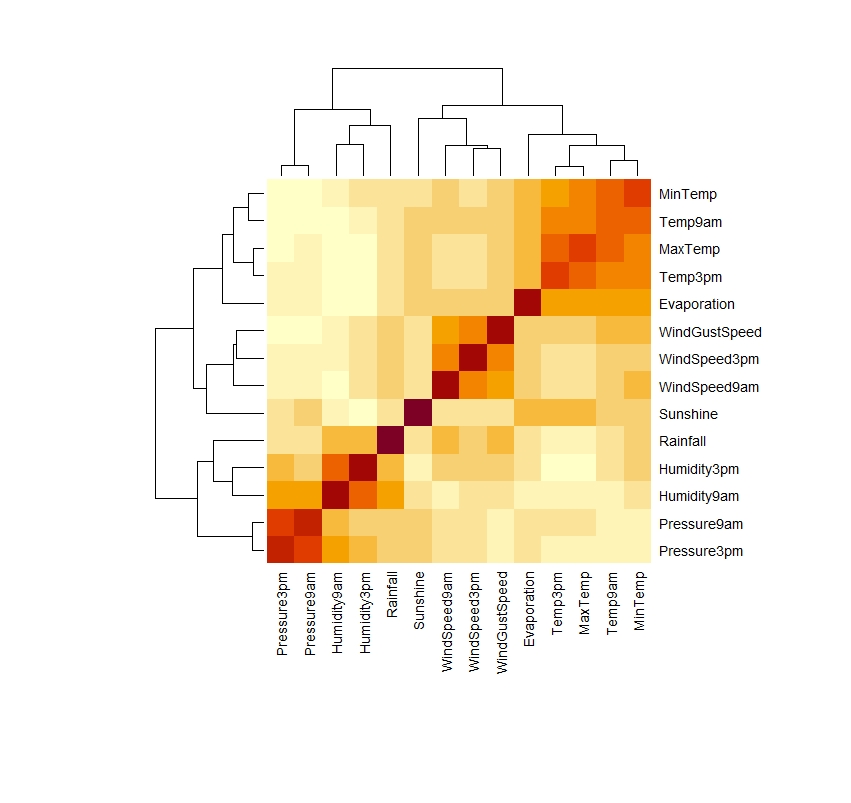 MinTemp
Temp9am
MaxTemp
Temp3pm
Evaporation
WindGustSpeed
WindSpeed3pm
WindSpeed9am
Sunshine
Rainfall
Humidity3pm
Humidity9am
Pressure9am
Pressure3pm
Pressure3pm
Pressure9am
Humidity9am
Humidity3pm
Rainfall
Sunshine
WindSpeed9am
WindSpeed3pm
WindGustSpeed
Evaporation
Temp3pm
MaxTemp
Temp9am
MinTemp